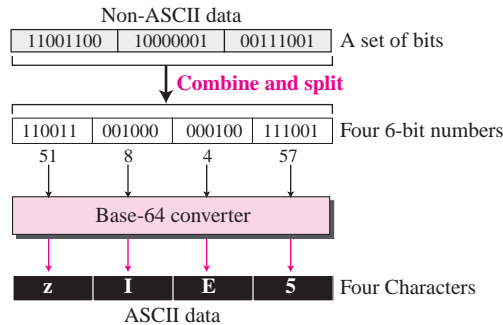 Non-ASCII data
11001100 10000001 00111001 A set of bits
Combine and split
110011 001000 000100 111001 Four 6-bit numbers
51 8 4 57
Base-64 converter
z I E 5 Four Characters
ASCII data